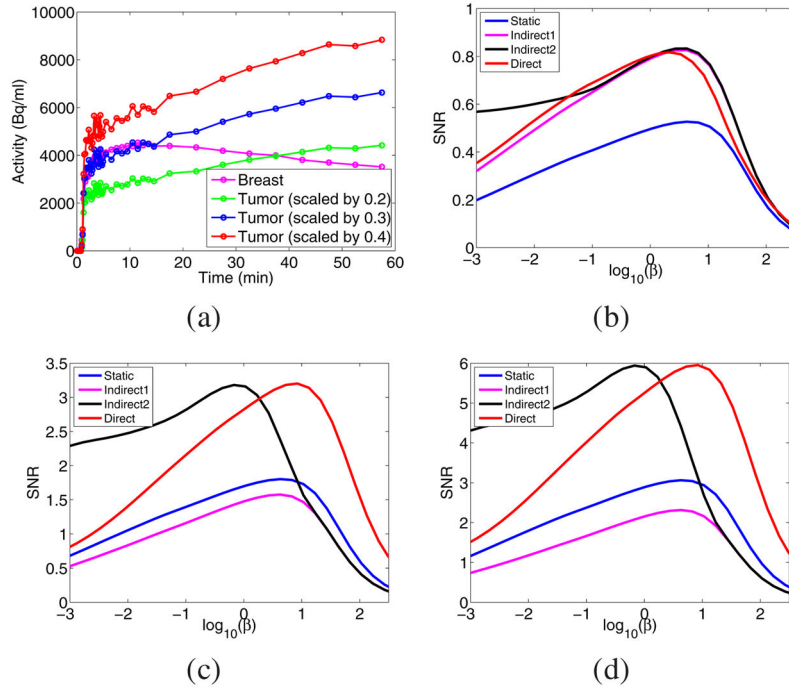 10000
8000
6000
4000
2000
0
Activity (Bq/ml)
Breast
Tumor (scaled by 0.2)
Tumor (scaled by 0.3)
Tumor (scaled by 0.4)
0 10 20 30 40 50 60
Time (min)
(a)
1
0.8
0.6
0.4
0.2
0
SNR
Static
Indirect1
Indirect2
Direct
-3 -2 -1 0 1 2
log10(β)
(b)
3.5
3
2.5
2
1.5
1
0.5
0
SNR
Static
Indirect1
Indirect2
Direct
-3 -2 -1 0 1 2
log10(β)
(c)
6
5
4
3
2
1
0
SNR
Static
Indirect1
Indirect2
Direct
-3 -2 -1 0 1 2
log10(β)
(d)